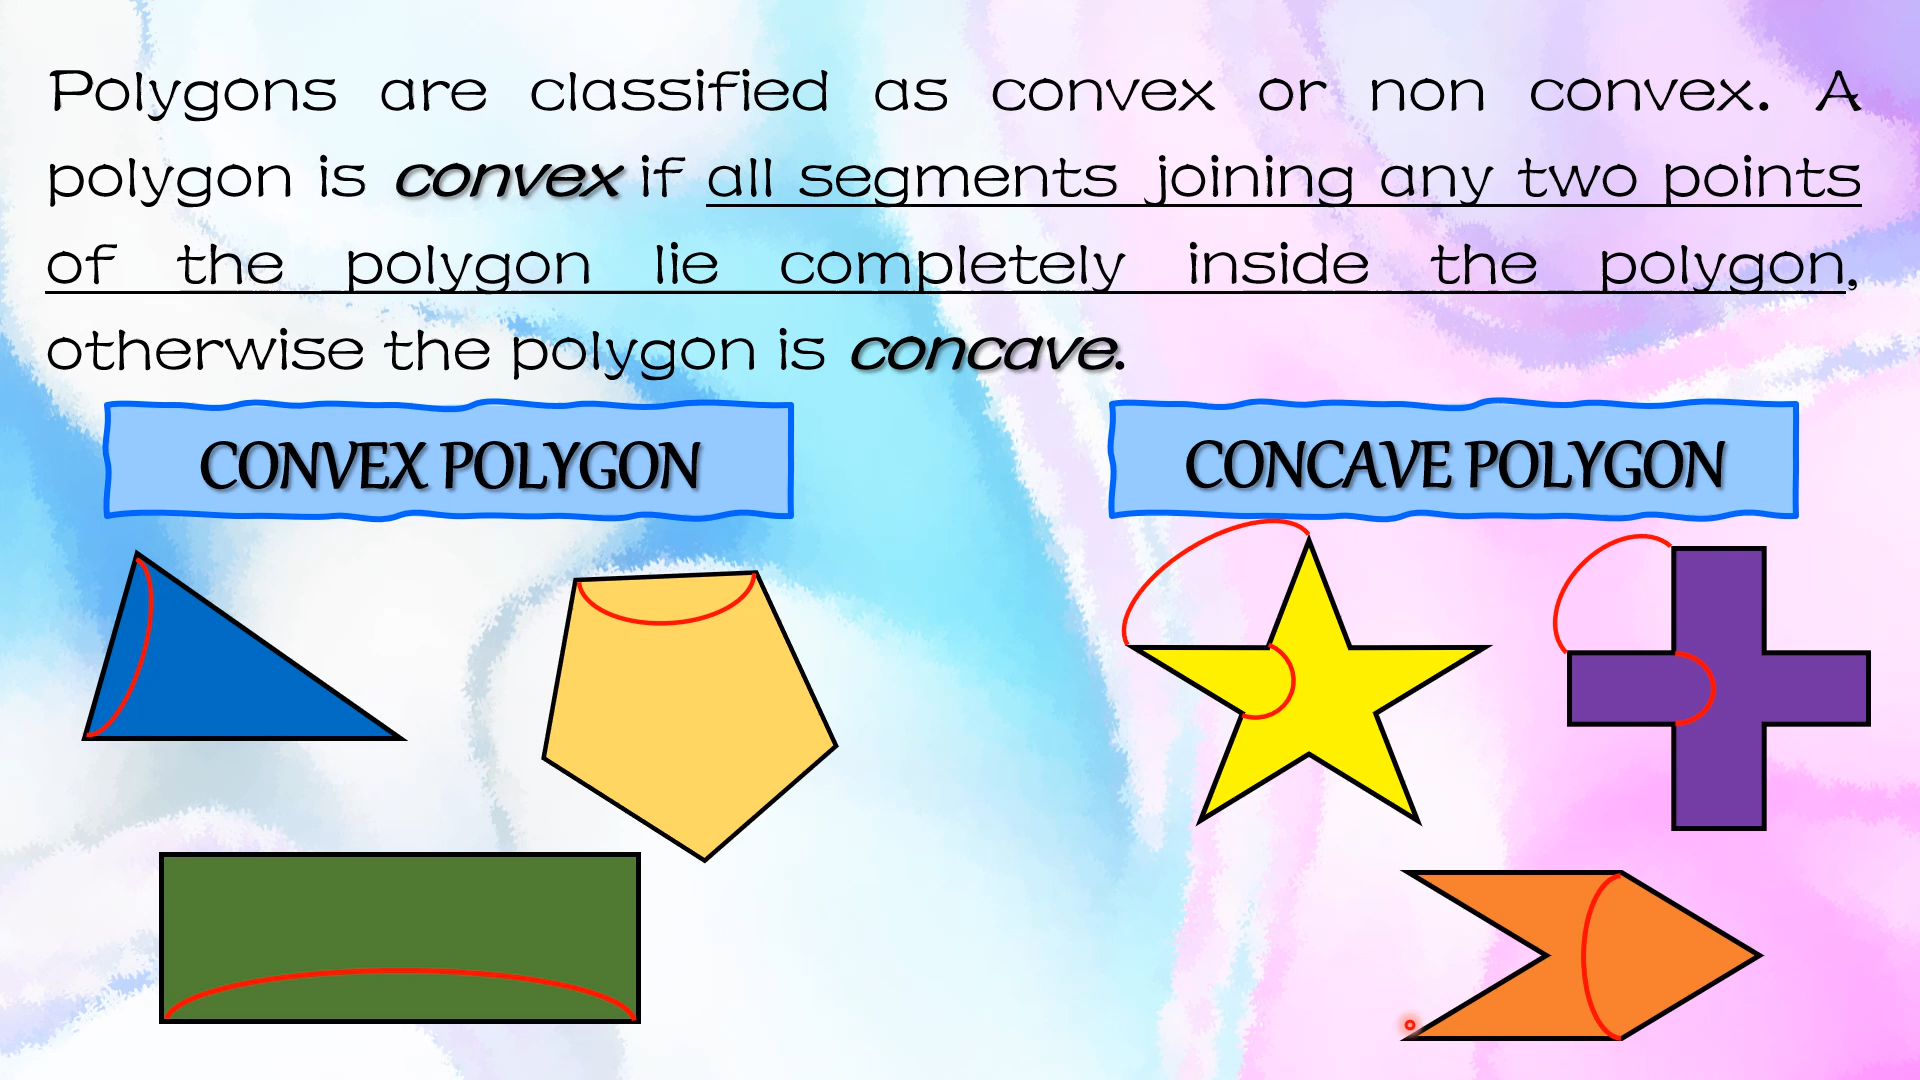 Polygons are classified as convex or non convex. A
polygon is convex if all segments joining any two points
of the polygon lie completely inside the polygon,
otherwise the polygon is concave.
CONVEX POLYGON
CONCAVE POLYGON